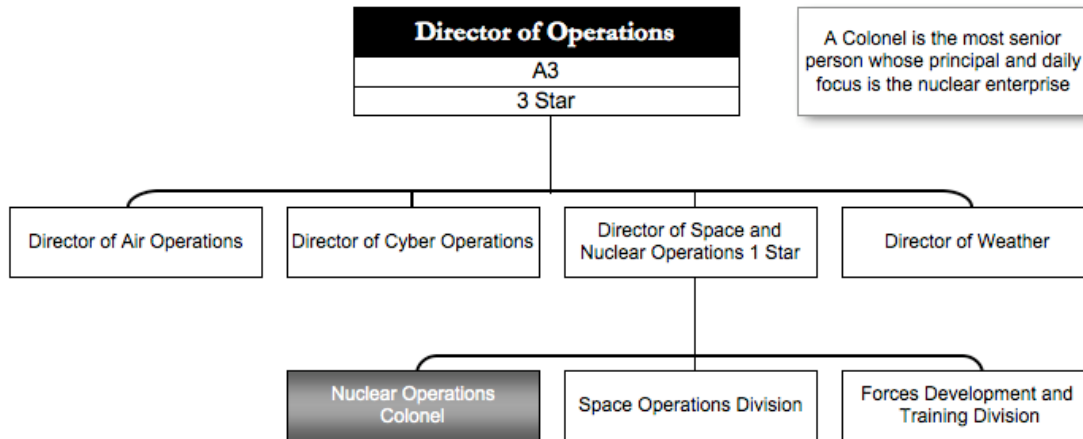 Director of Operations
A3
3 Star
A Colonel is the most senior
person whose principal and daily
focus is the nuclear enterprise
Director of Air Operations
Director of Cyber Operations
Director of Space and
Nuclear Operations 1 Star
Director of Weather
Nuclear Operations
Colonel
Space Operations Division
Forces Development and
Training Division